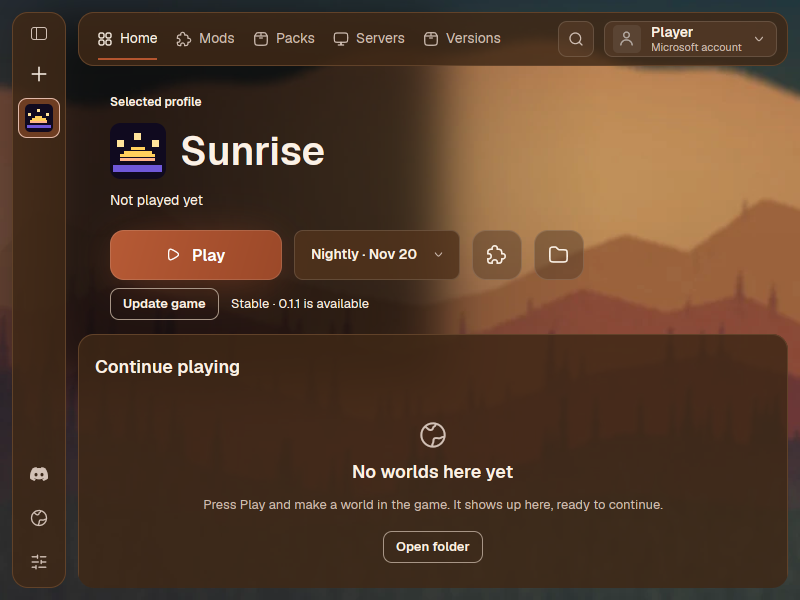 Home
Mods
Packs
Servers
Versions
Player
Microsoft account
Selected profile
Sunrise
Not played yet
Play
Nightly · Nov 20
Update game
Stable · 0.1.1 is available
Continue playing
No worlds here yet
Press Play and make a world in the game. It shows up here, ready to continue.
Open folder